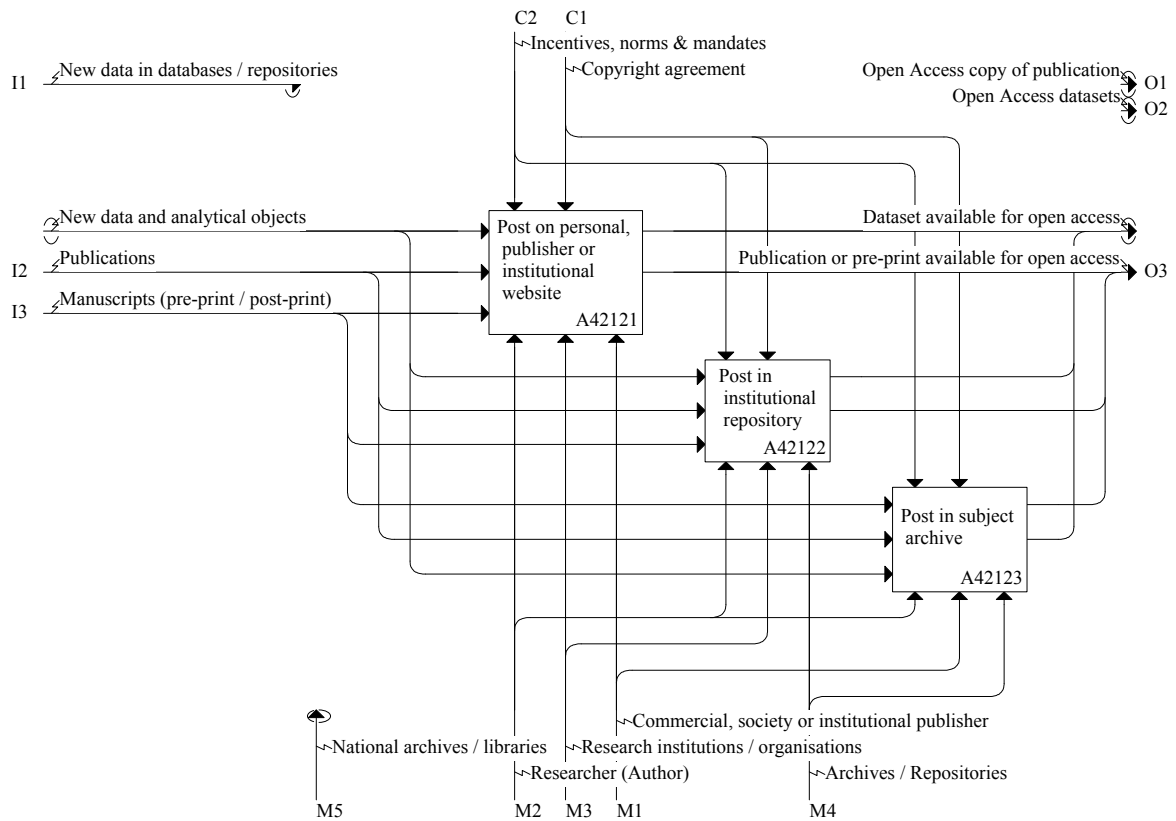 C2 C1
Incentives, norms & mandates
I1 New data in databases / repositories Copyright agreement Open Access copy of publication O1
Open Access datasets O2
New data and analytical objects Dataset available for open access
I2 Publications Publication or pre-print available for open access O3
I3 Manuscripts (pre-print / post-print)
Post on personal,
publisher or
institutional
website
A42121
Post in
institutional
repository
A42122
Post in subject
archive
A42123
Commercial, society or institutional publisher
National archives / libraries Research institutions / organisations
Researcher (Author) Archives / Repositories
M5 M2 M3 M1 M4